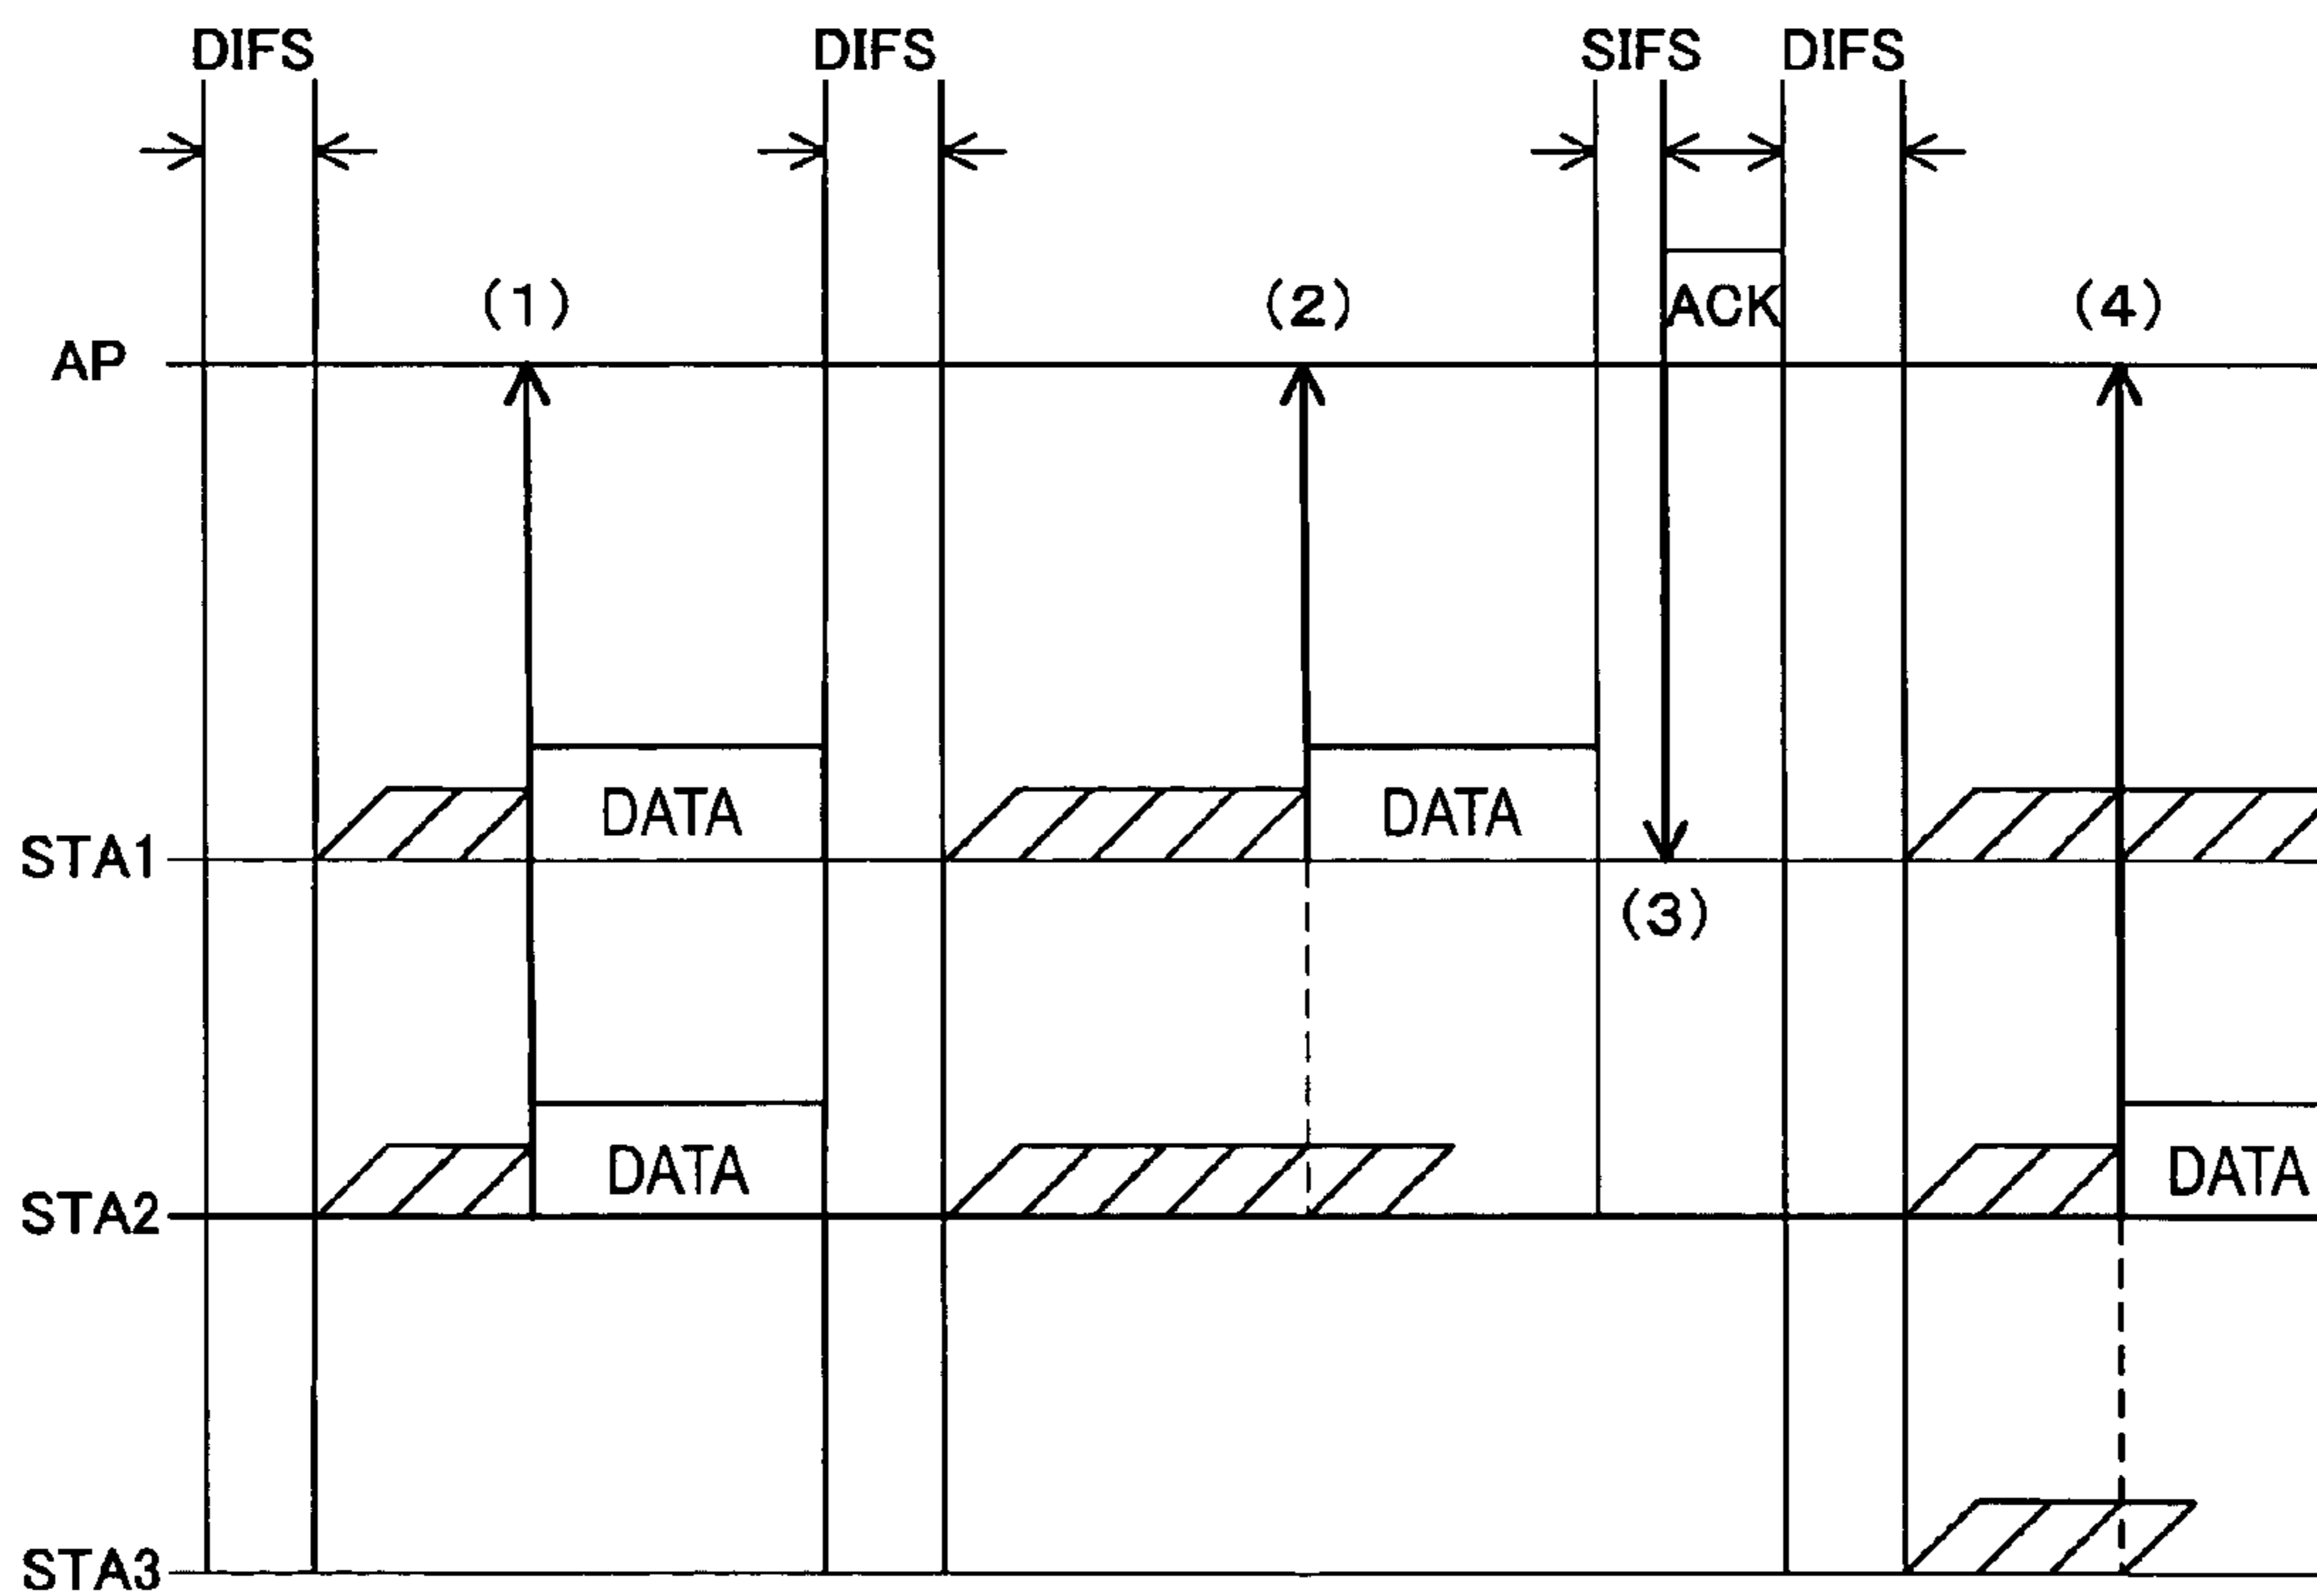 DIFS DIFS SIFS DIFS
(1) (2) ACK (4)
AP
DATA DATA
STA1
(3)
DATA DATA
STA2
STA3